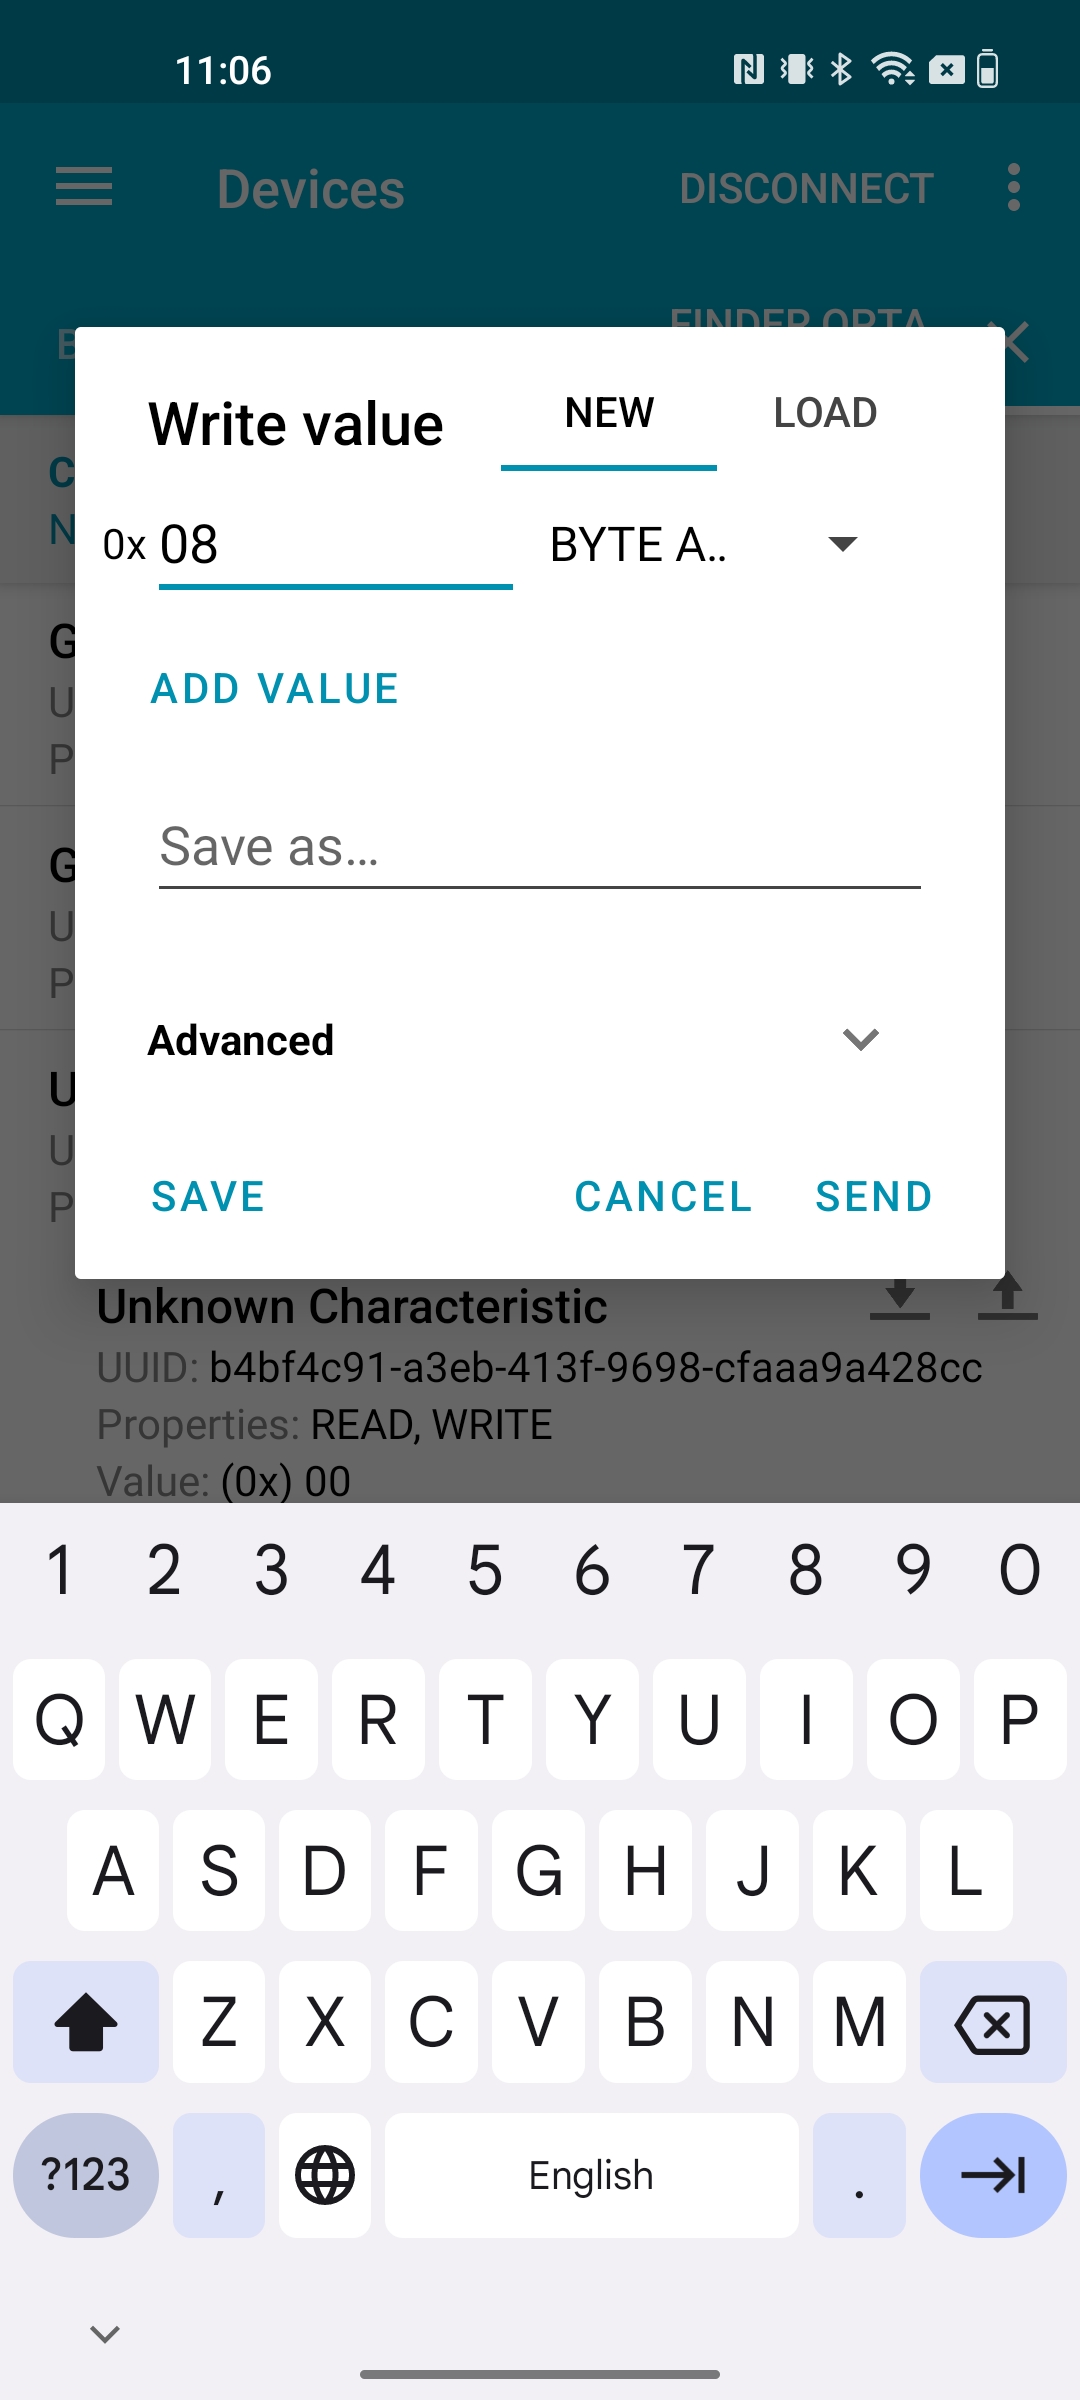 11:06
Devices DISCONNECT
FINDER OPTA
Write value NEW LOAD
0x 08 BYTE A..
ADD VALUE
Save as...
Advanced
SAVE CANCEL SEND
Unknown Characteristic
UUID: b4bf4c91-a3eb-413f-9698-cfaaa9a428cc
Properties: READ, WRITE
Value: (0x) 00
1 2 3 4 5 6 7 8 9 0
Q W E R T Y U I O P
A S D F G H J K L
Z X C V B N M
?123 , English .